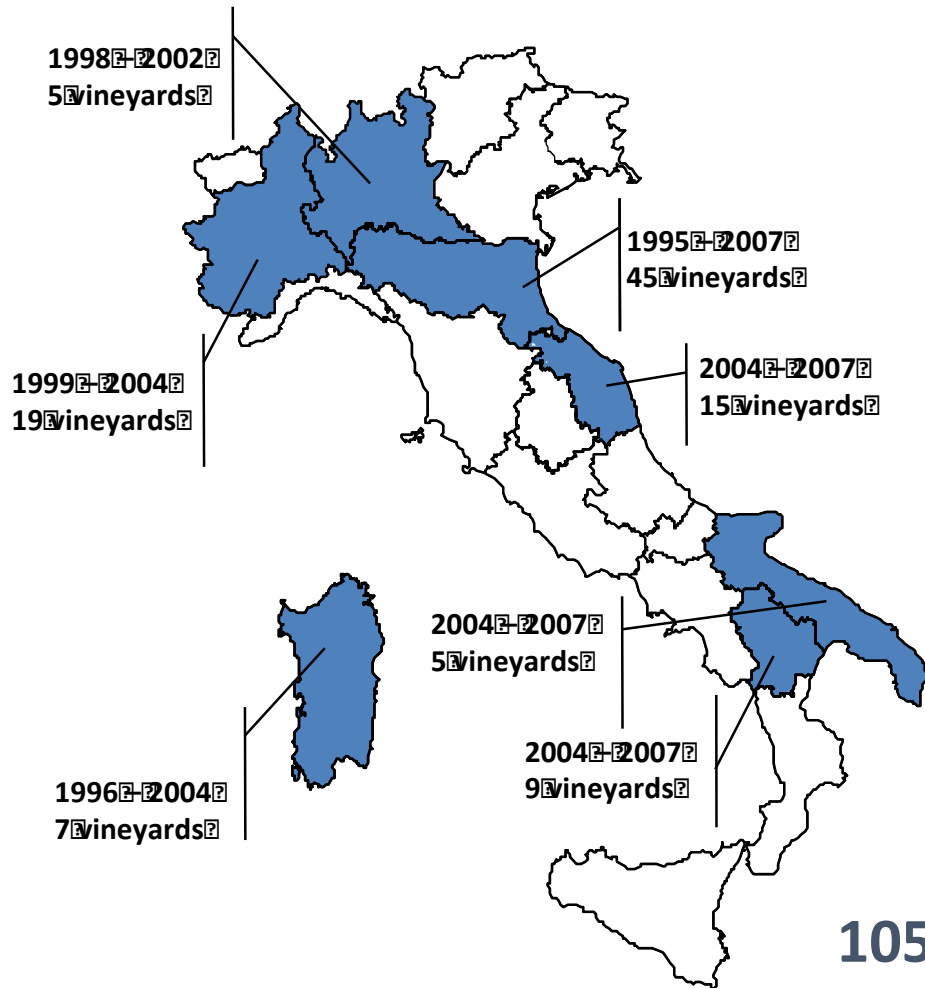 1998 – 2002
5 vineyards
1995 – 2007
45 vineyards
1999 – 2004
19 vineyards
2004 – 2007
15 vineyards
2004 – 2007
5 vineyards
2004 – 2007
9 vineyards
1996 – 2004
7 vineyards
105